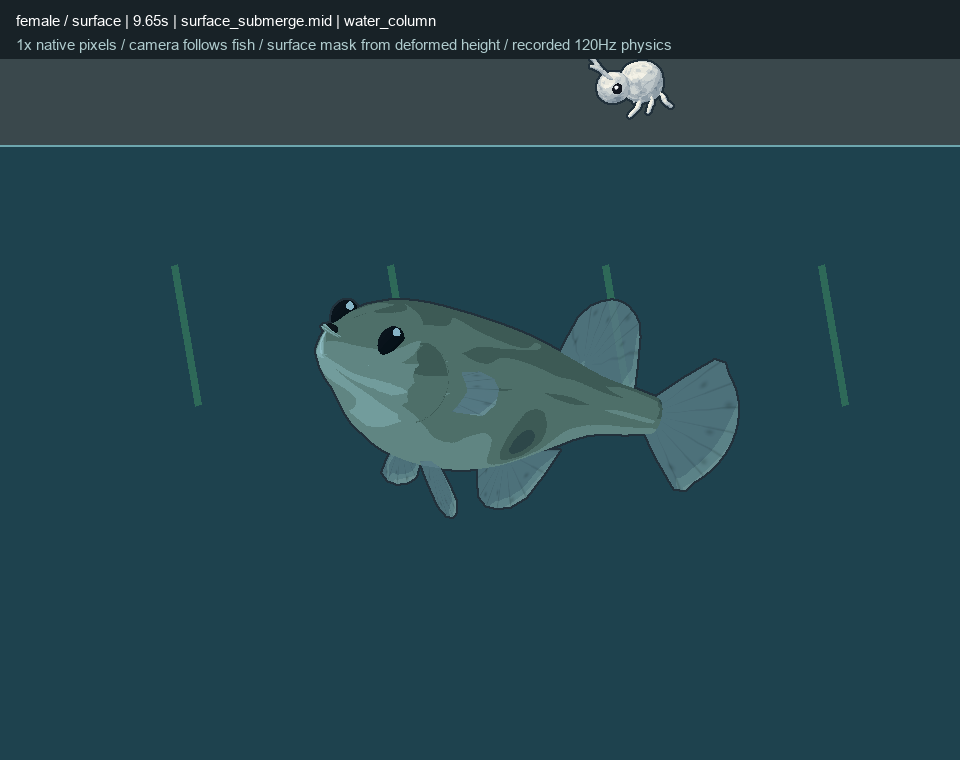 female / surface | 9.65s | surface_submerge.mid | water_column
1x native pixels / camera follows fish / surface mask from deformed height / recorded 120Hz physics